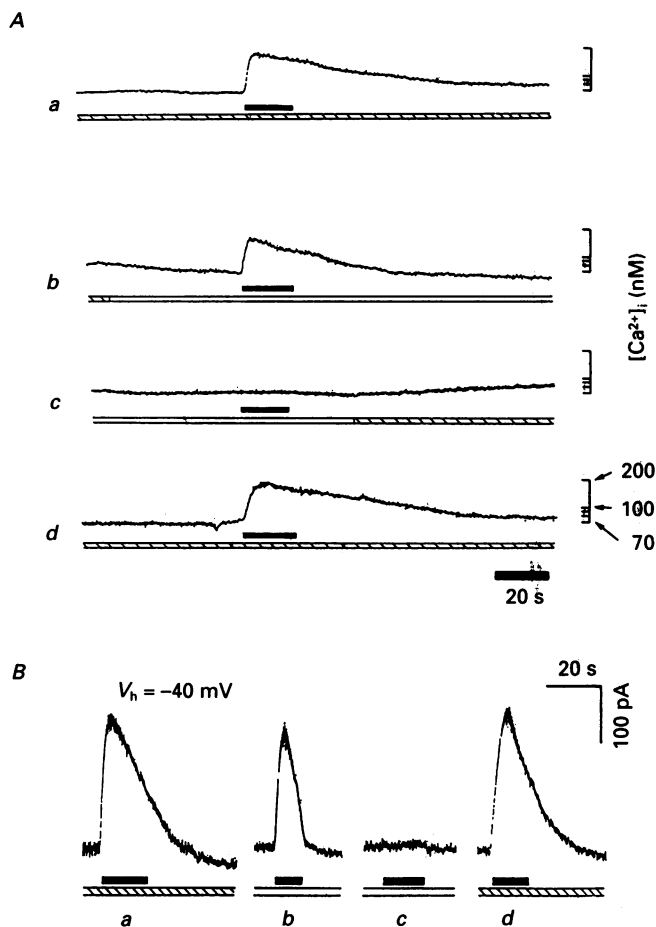 A
a
b
c
d
[Ca²⁺]ᵢ (nM)
200
100
70
20 s
B
Vₕ = –40 mV
20 s
100 pA
a
b
c
d